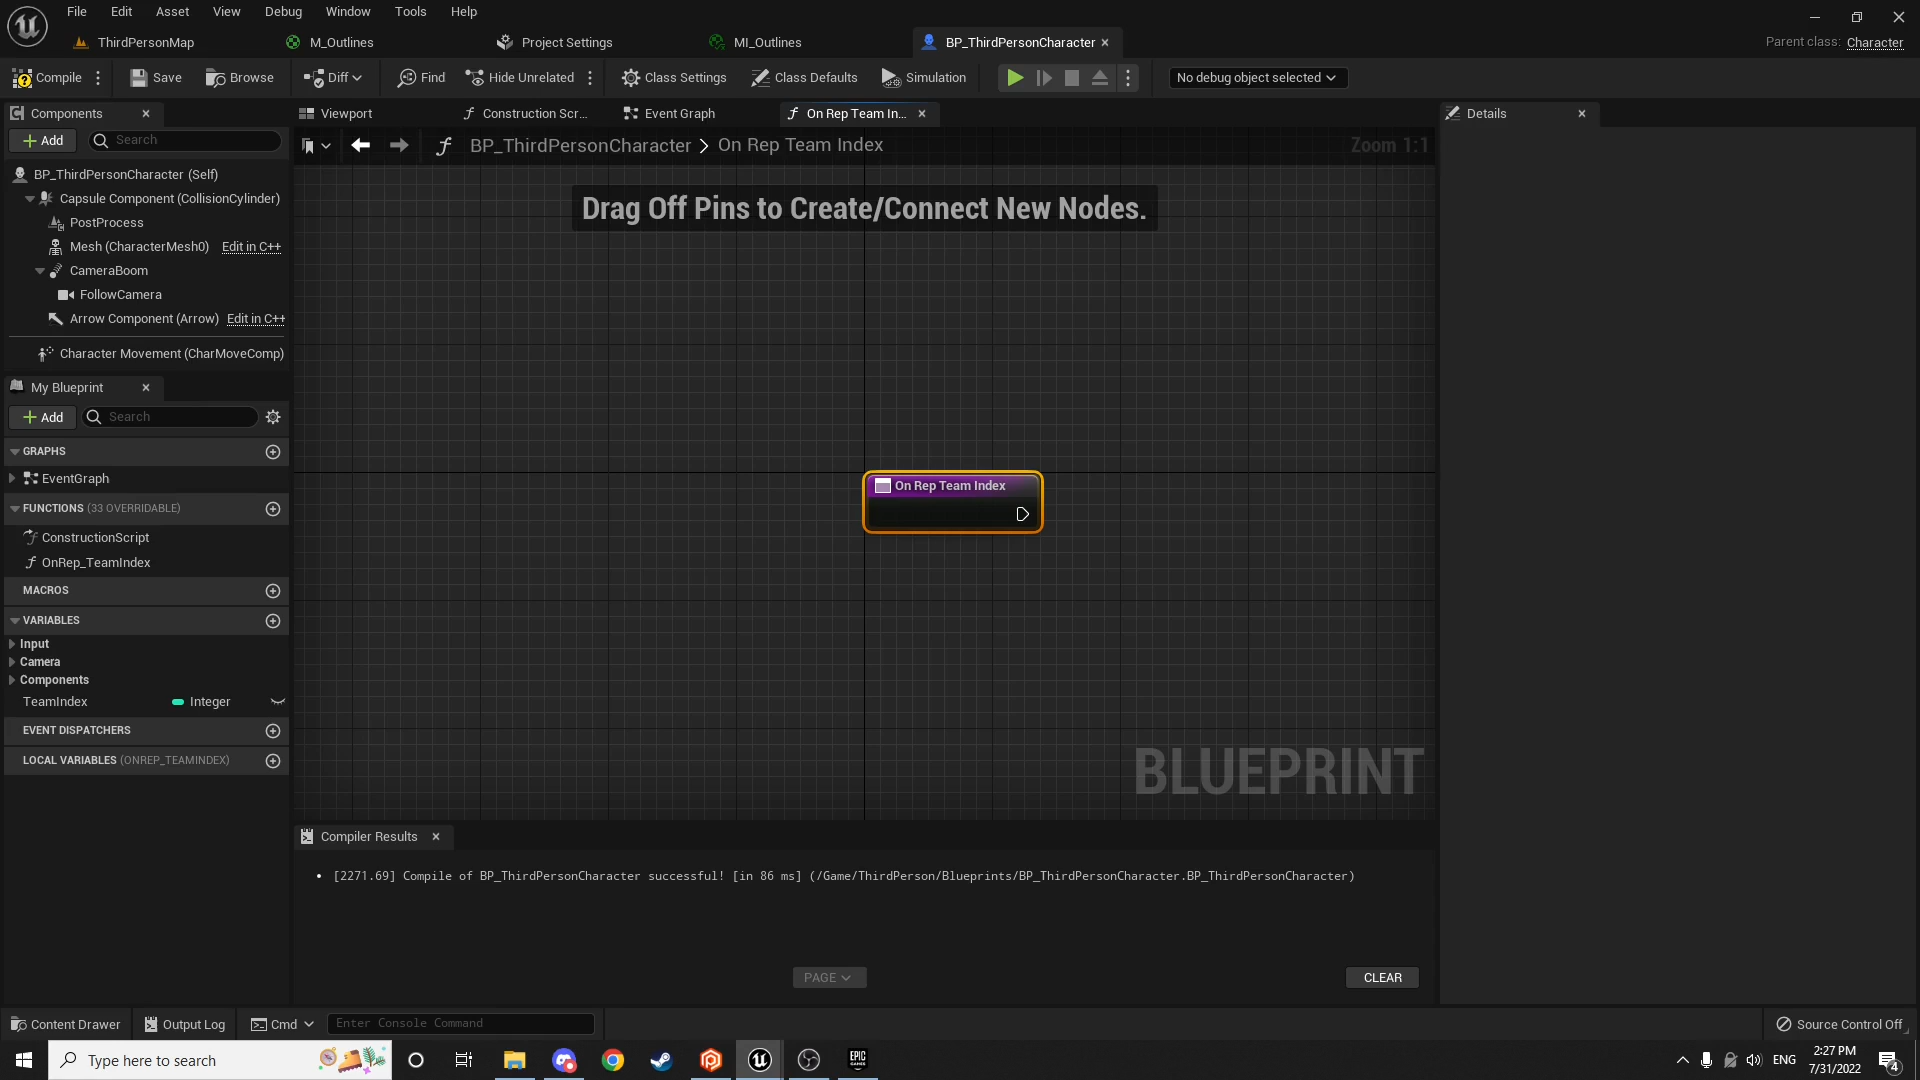 File Edit Asset View Debug Window Tools Help
ThirdPersonMap M_Outlines Project Settings MI_Outlines BP_ThirdPersonCharacter
Parent class: Character
Compile Save Browse Diff Find Hide Unrelated Class Settings Class Defaults Simulation No debug object selected
Components
Viewport Construction Scr... Event Graph On Rep Team In...
Details
Add Search
BP_ThirdPersonCharacter > On Rep Team Index
Zoom 1:1
BP_ThirdPersonCharacter (Self)
Capsule Component (CollisionCylinder)
PostProcess
Mesh (CharacterMesh0) Edit in C++
CameraBoom
FollowCamera
Arrow Component (Arrow) Edit in C++
Character Movement (CharMoveComp)
Drag Off Pins to Create/Connect New Nodes.
My Blueprint
Add Search
GRAPHS
EventGraph
FUNCTIONS (33 OVERRIDABLE)
ConstructionScript
OnRep_TeamIndex
MACROS
VARIABLES
Input
Camera
Components
TeamIndex Integer
EVENT DISPATCHERS
LOCAL VARIABLES (ONREP_TEAMINDEX)
On Rep Team Index
BLUEPRINT
Compiler Results
• [2271.69] Compile of BP_ThirdPersonCharacter successful! [in 86 ms] (/Game/ThirdPerson/Blueprints/BP_ThirdPersonCharacter.BP_ThirdPersonCharacter)
PAGE CLEAR
Content Drawer Output Log Cmd Enter Console Command Source Control Off
Type here to search
EPIC
GAMES
ENG
2:27 PM
7/31/2022
4